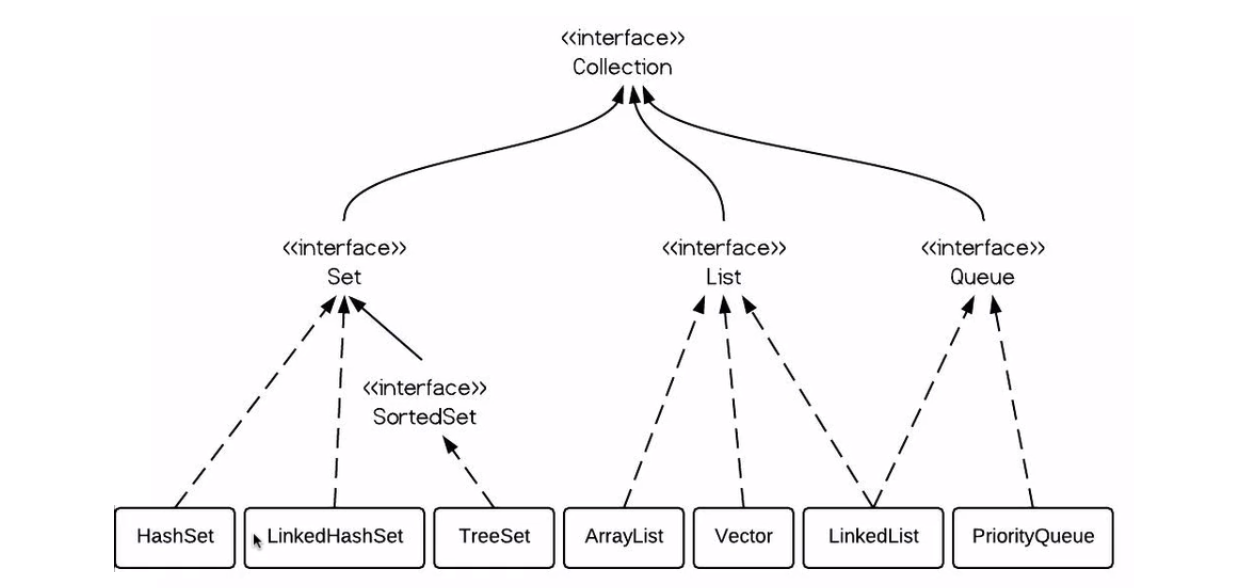 <<interface>>
Collection
<<interface>>
Set
<<interface>>
List
<<interface>>
Queue
<<interface>>
SortedSet
HashSet
LinkedHashSet
TreeSet
ArrayList
Vector
LinkedList
PriorityQueue